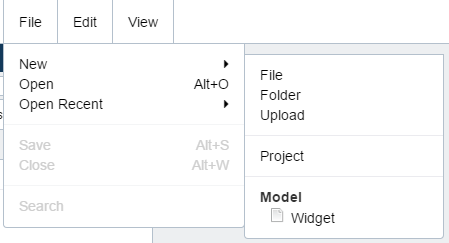 File Edit View
New
Open Alt+O
Open Recent
Save Alt+S
Close Alt+W
Search
File
Folder
Upload
Project
Model
Widget